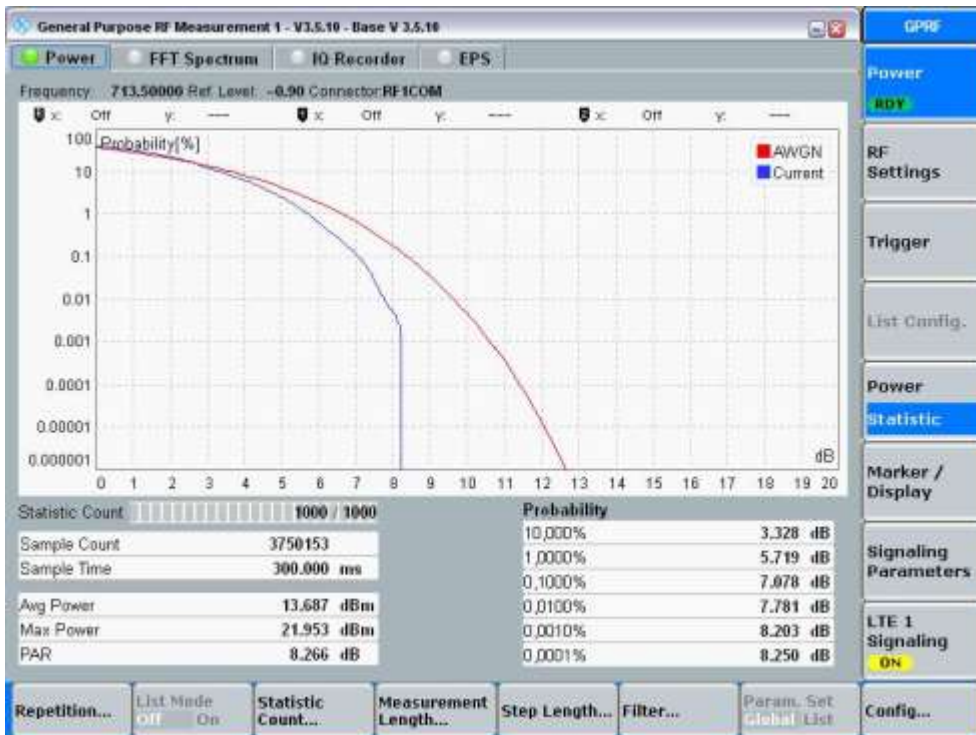 General Purpose RF Measurement 1 - V3.5.10 - Base V 3.5.10
GPRF
Power FFT Spectrum IQ Recorder EPS
Frequency: 713.50000 Ref. Level: -0.90 Connector:RF1COM
x: Off y: ---- x: Off y: ---- x: Off y: ----
Probability[%]
AWGN
Current
100
10
1
0.1
0.01
0.001
0.0001
0.00001
0.000001
dB
0 1 2 3 4 5 6 7 8 9 10 11 12 13 14 15 16 17 18 19 20
Statistic Count 1000 / 1000
Sample Count 3750153
Sample Time 300.000 ms
Avg Power 13.687 dBm
Max Power 21.953 dBm
PAR 8.266 dB
Probability
10,000% 3.328 dB
1,0000% 5.719 dB
0,1000% 7.078 dB
0,0100% 7.781 dB
0,0010% 8.203 dB
0,0001% 8.250 dB
Power
RDY
RF
Settings
Trigger
List Config.
Power
Statistic
Marker /
Display
Signaling
Parameters
LTE 1
Signaling
ON
Repetition...
List Mode
Off On
Statistic
Count...
Measurement
Length...
Step Length...
Filter...
Param. Set
Global List
Config...